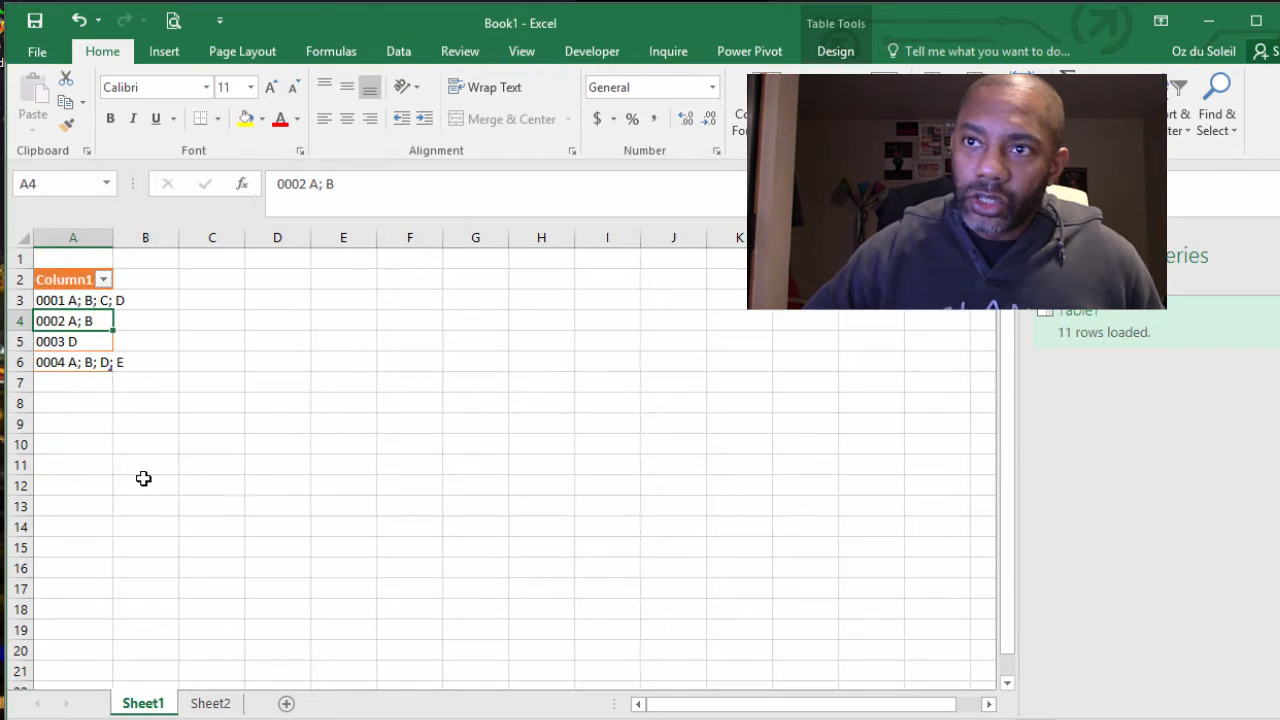 Book1 - Excel
Table Tools
File Home Insert Page Layout Formulas Data Review View Developer Inquire Power Pivot Design Tell me what you want to do... Oz du Soleil
Paste Calibri 11 Wrap Text General
B I U Merge & Center $ % Find & Select
Clipboard Font Alignment Number
A4 fx 0002 A; B
A B C D E F G H I J K
1
2 Column1
3 0001 A; B; C; D
4 0002 A; B
5 0003 D
6 0004 A; B; D; E
7
8
9
10
11
12
13
14
15
16
17
18
19
20
21
Table1
11 rows loaded.
Sheet1 Sheet2